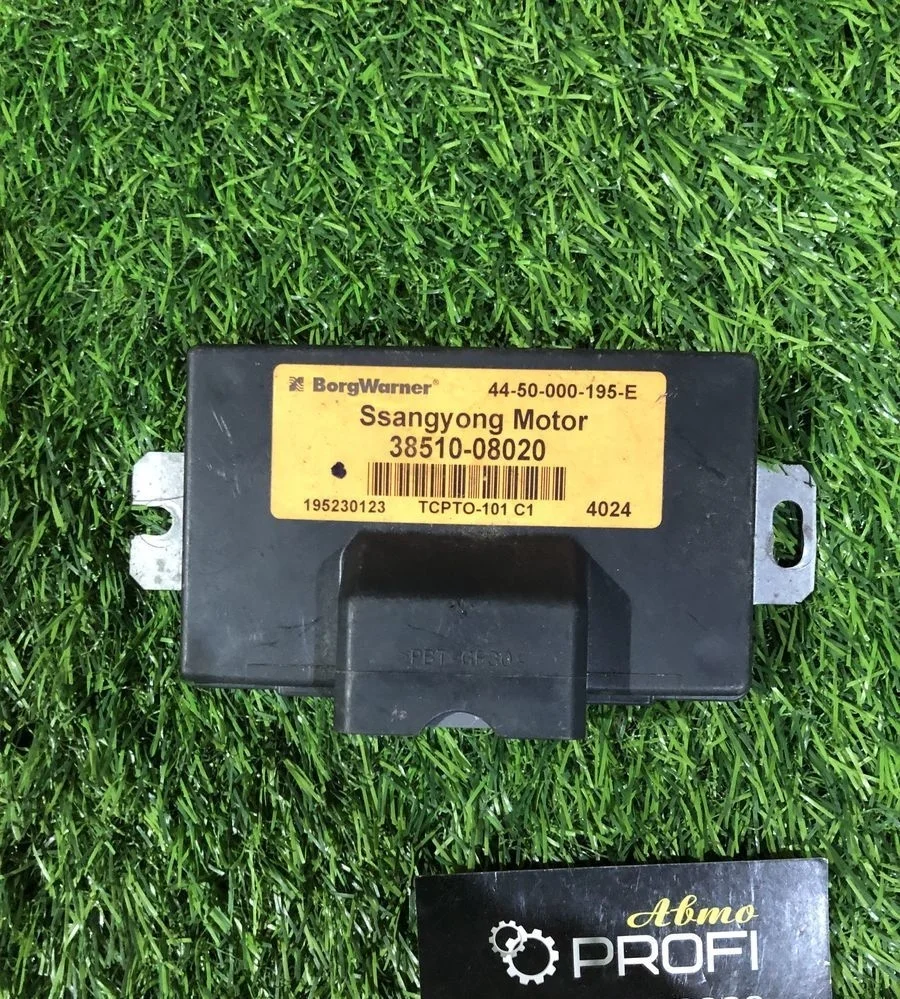 BorgWarner® 44-50-000-195-E
Ssangyong Motor
38510-08020
195230123 TCPTO-101 C1 4024
Авто
PROFI